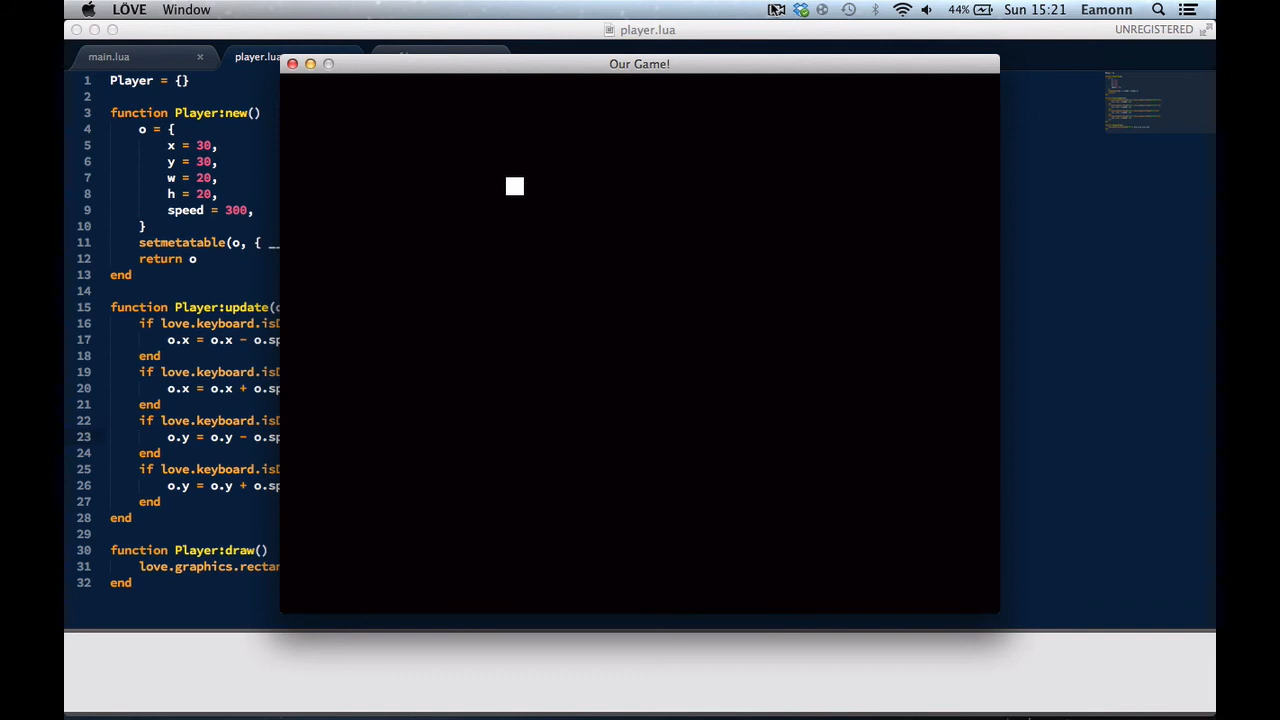 LÖVE Window 44% Sun 15:21 Eamonn
player.lua UNREGISTERED
main.lua player.lua
Our Game!
1 Player = {}
2
3 function Player:new()
4 o = {
5 x = 30,
6 y = 30,
7 w = 20,
8 h = 20,
9 speed = 300,
10 }
11 setmetatable(o, { __
12 return o
13 end
14
15 function Player:update(
16 if love.keyboard.is
17 o.x = o.x - o.sp
18 end
19 if love.keyboard.is
20 o.x = o.x + o.sp
21 end
22 if love.keyboard.is
23 o.y = o.y - o.sp
24 end
25 if love.keyboard.is
26 o.y = o.y + o.sp
27 end
28 end
29
30 function Player:draw()
31 love.graphics.rectan
32 end